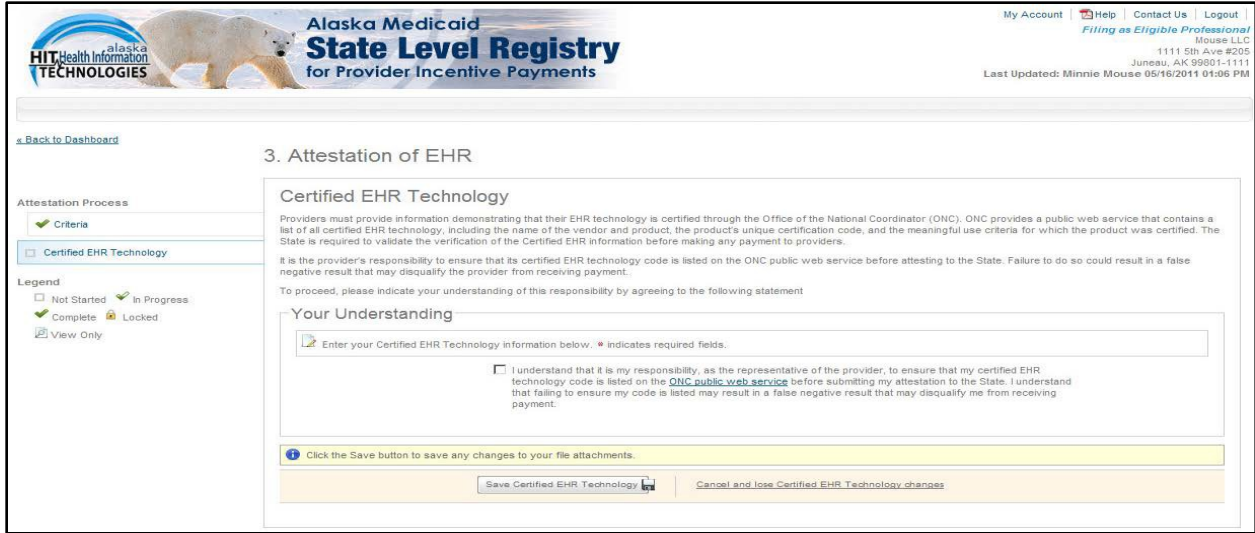 alaska
HIT Health Information
TECHNOLOGIES
Alaska Medicaid
State Level Registry
for Provider Incentive Payments
My Account Help Contact Us Logout
Filing as Eligible Professional
Mouse LLC
1111 5th Ave #205
Juneau, AK 99801-1111
Last Updated: Minnie Mouse 05/16/2011 01:06 PM
« Back to Dashboard
3. Attestation of EHR
Attestation Process
Criteria
Certified EHR Technology
Legend
Not Started In Progress
Complete Locked
View Only
Certified EHR Technology
Providers must provide information demonstrating that their EHR technology is certified through the Office of the National Coordinator (ONC). ONC provides a public web service that contains a
list of all certified EHR technology, including the name of the vendor and product, the product's unique certification code, and the meaningful use criteria for which the product was certified. The
State is required to validate the verification of the Certified EHR information before making any payment to providers.
It is the provider's responsibility to ensure that its certified EHR technology code is listed on the ONC public web service before attesting to the State. Failure to do so could result in a false
negative result that may disqualify the provider from receiving payment.
To proceed, please indicate your understanding of this responsibility by agreeing to the following statement
Your Understanding
Enter your Certified EHR Technology information below. * indicates required fields.
I understand that it is my responsibility, as the representative of the provider, to ensure that my certified EHR
technology code is listed on the ONC public web service before submitting my attestation to the State. I understand
that failing to ensure my code is listed may result in a false negative result that may disqualify me from receiving
payment.
Click the Save button to save any changes to your file attachments.
Save Certified EHR Technology Cancel and lose Certified EHR Technology changes